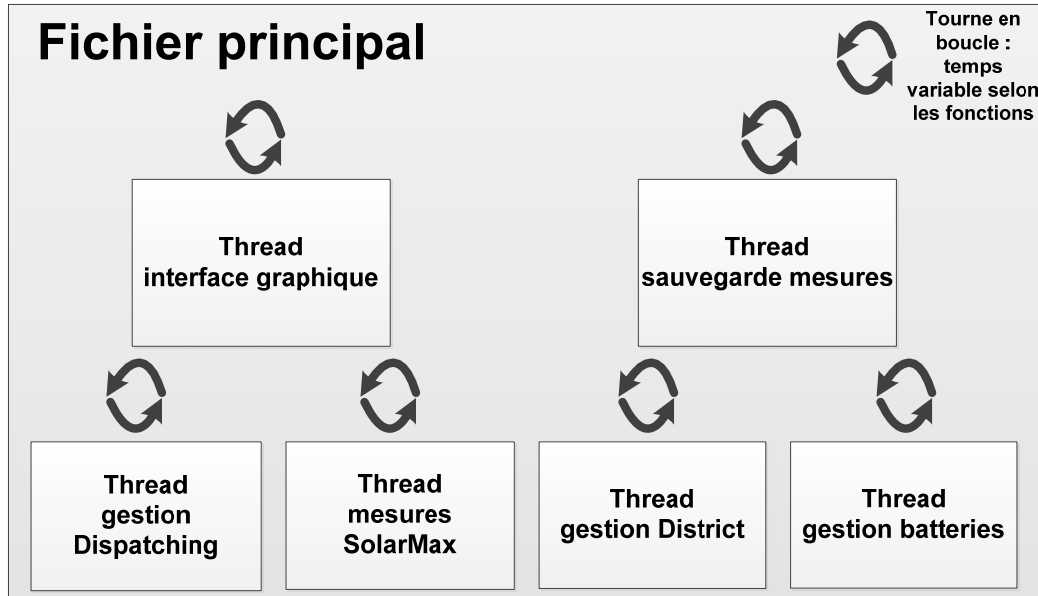 Fichier principal
Tourne en
boucle :
temps
variable selon
les fonctions
Thread
interface graphique
Thread
sauvegarde mesures
Thread
gestion
Dispatching
Thread
mesures
SolarMax
Thread
gestion District
Thread
gestion batteries